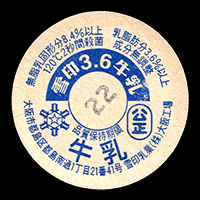 無脂乳固形分8.4%以上
乳脂肪分3.6%以上
120℃2秒間殺菌
成分無調整
雪印3.6牛乳
22
公正
品質保持期限
牛乳
大阪市都島区都島南通1丁目21番41号 雪印乳業(株)大阪工場